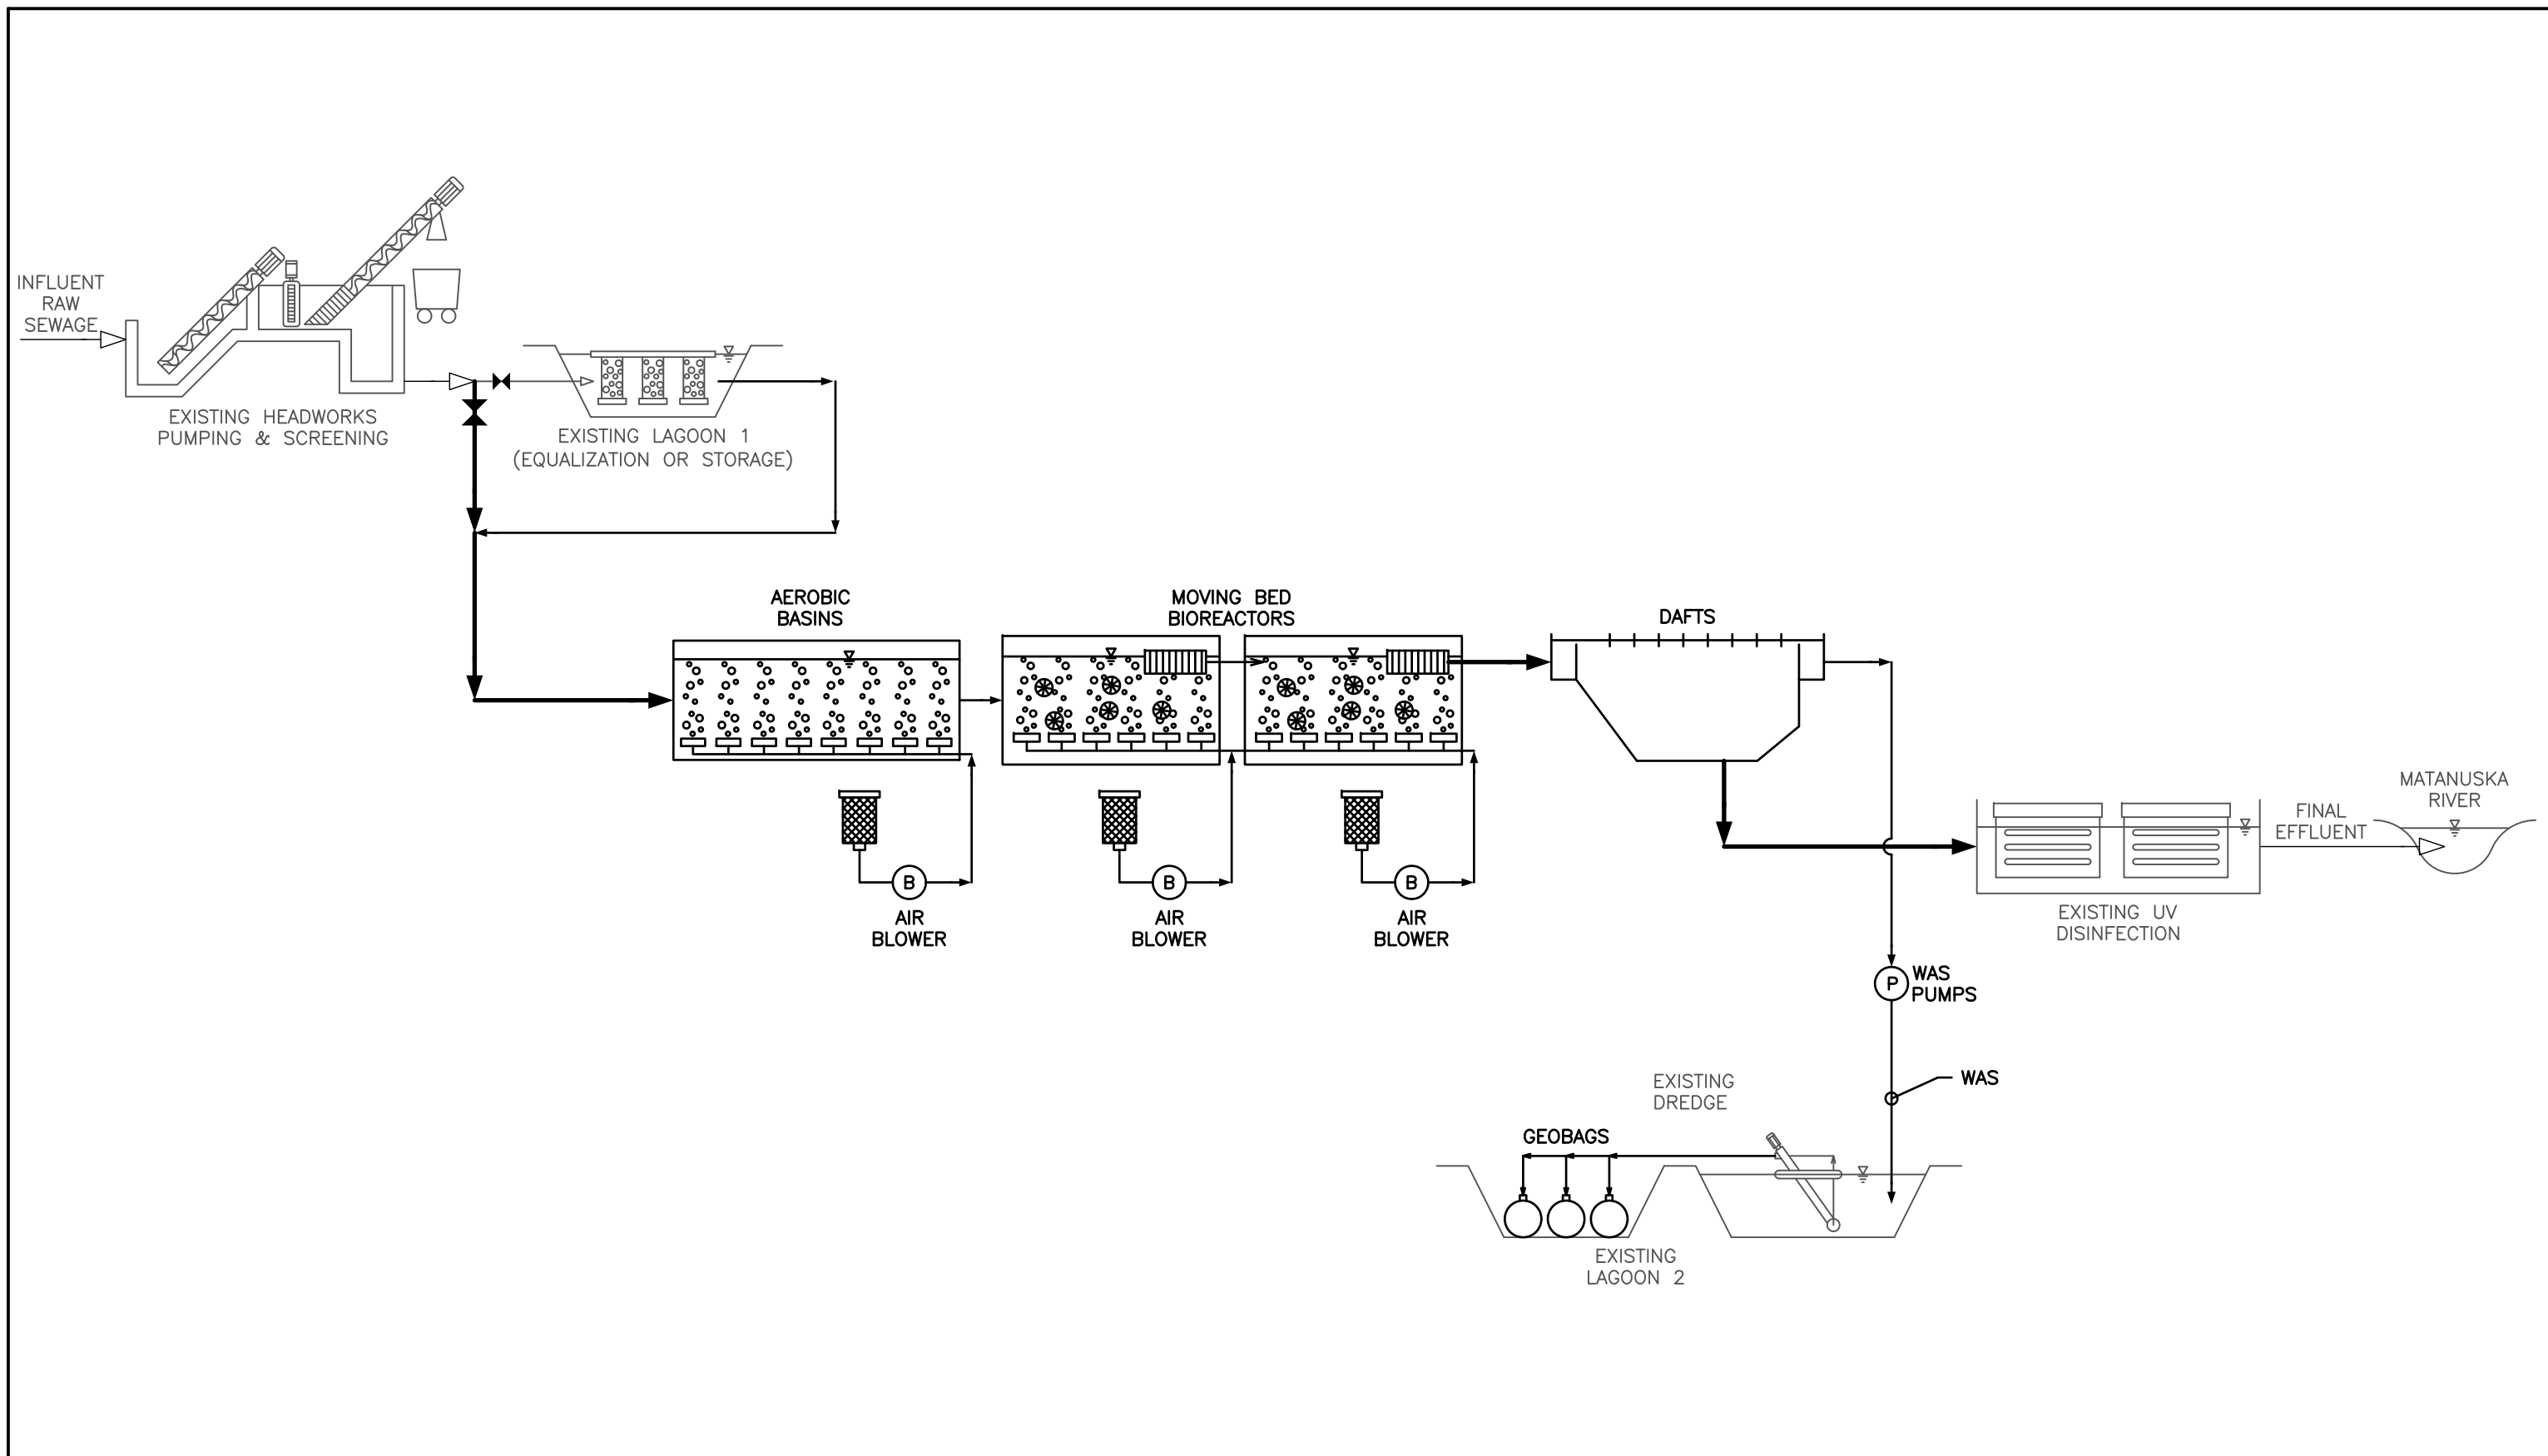 INFLUENT
RAW
SEWAGE
EXISTING HEADWORKS
PUMPING & SCREENING
EXISTING LAGOON 1
(EQUALIZATION OR STORAGE)
AEROBIC
BASINS
MOVING BED
BIOREACTORS
DAFTS
B
AIR
BLOWER
B
AIR
BLOWER
B
AIR
BLOWER
MATANUSKA
RIVER
FINAL
EFFLUENT
EXISTING UV
DISINFECTION
P
WAS
PUMPS
WAS
EXISTING
DREDGE
GEOBAGS
EXISTING
LAGOON 2